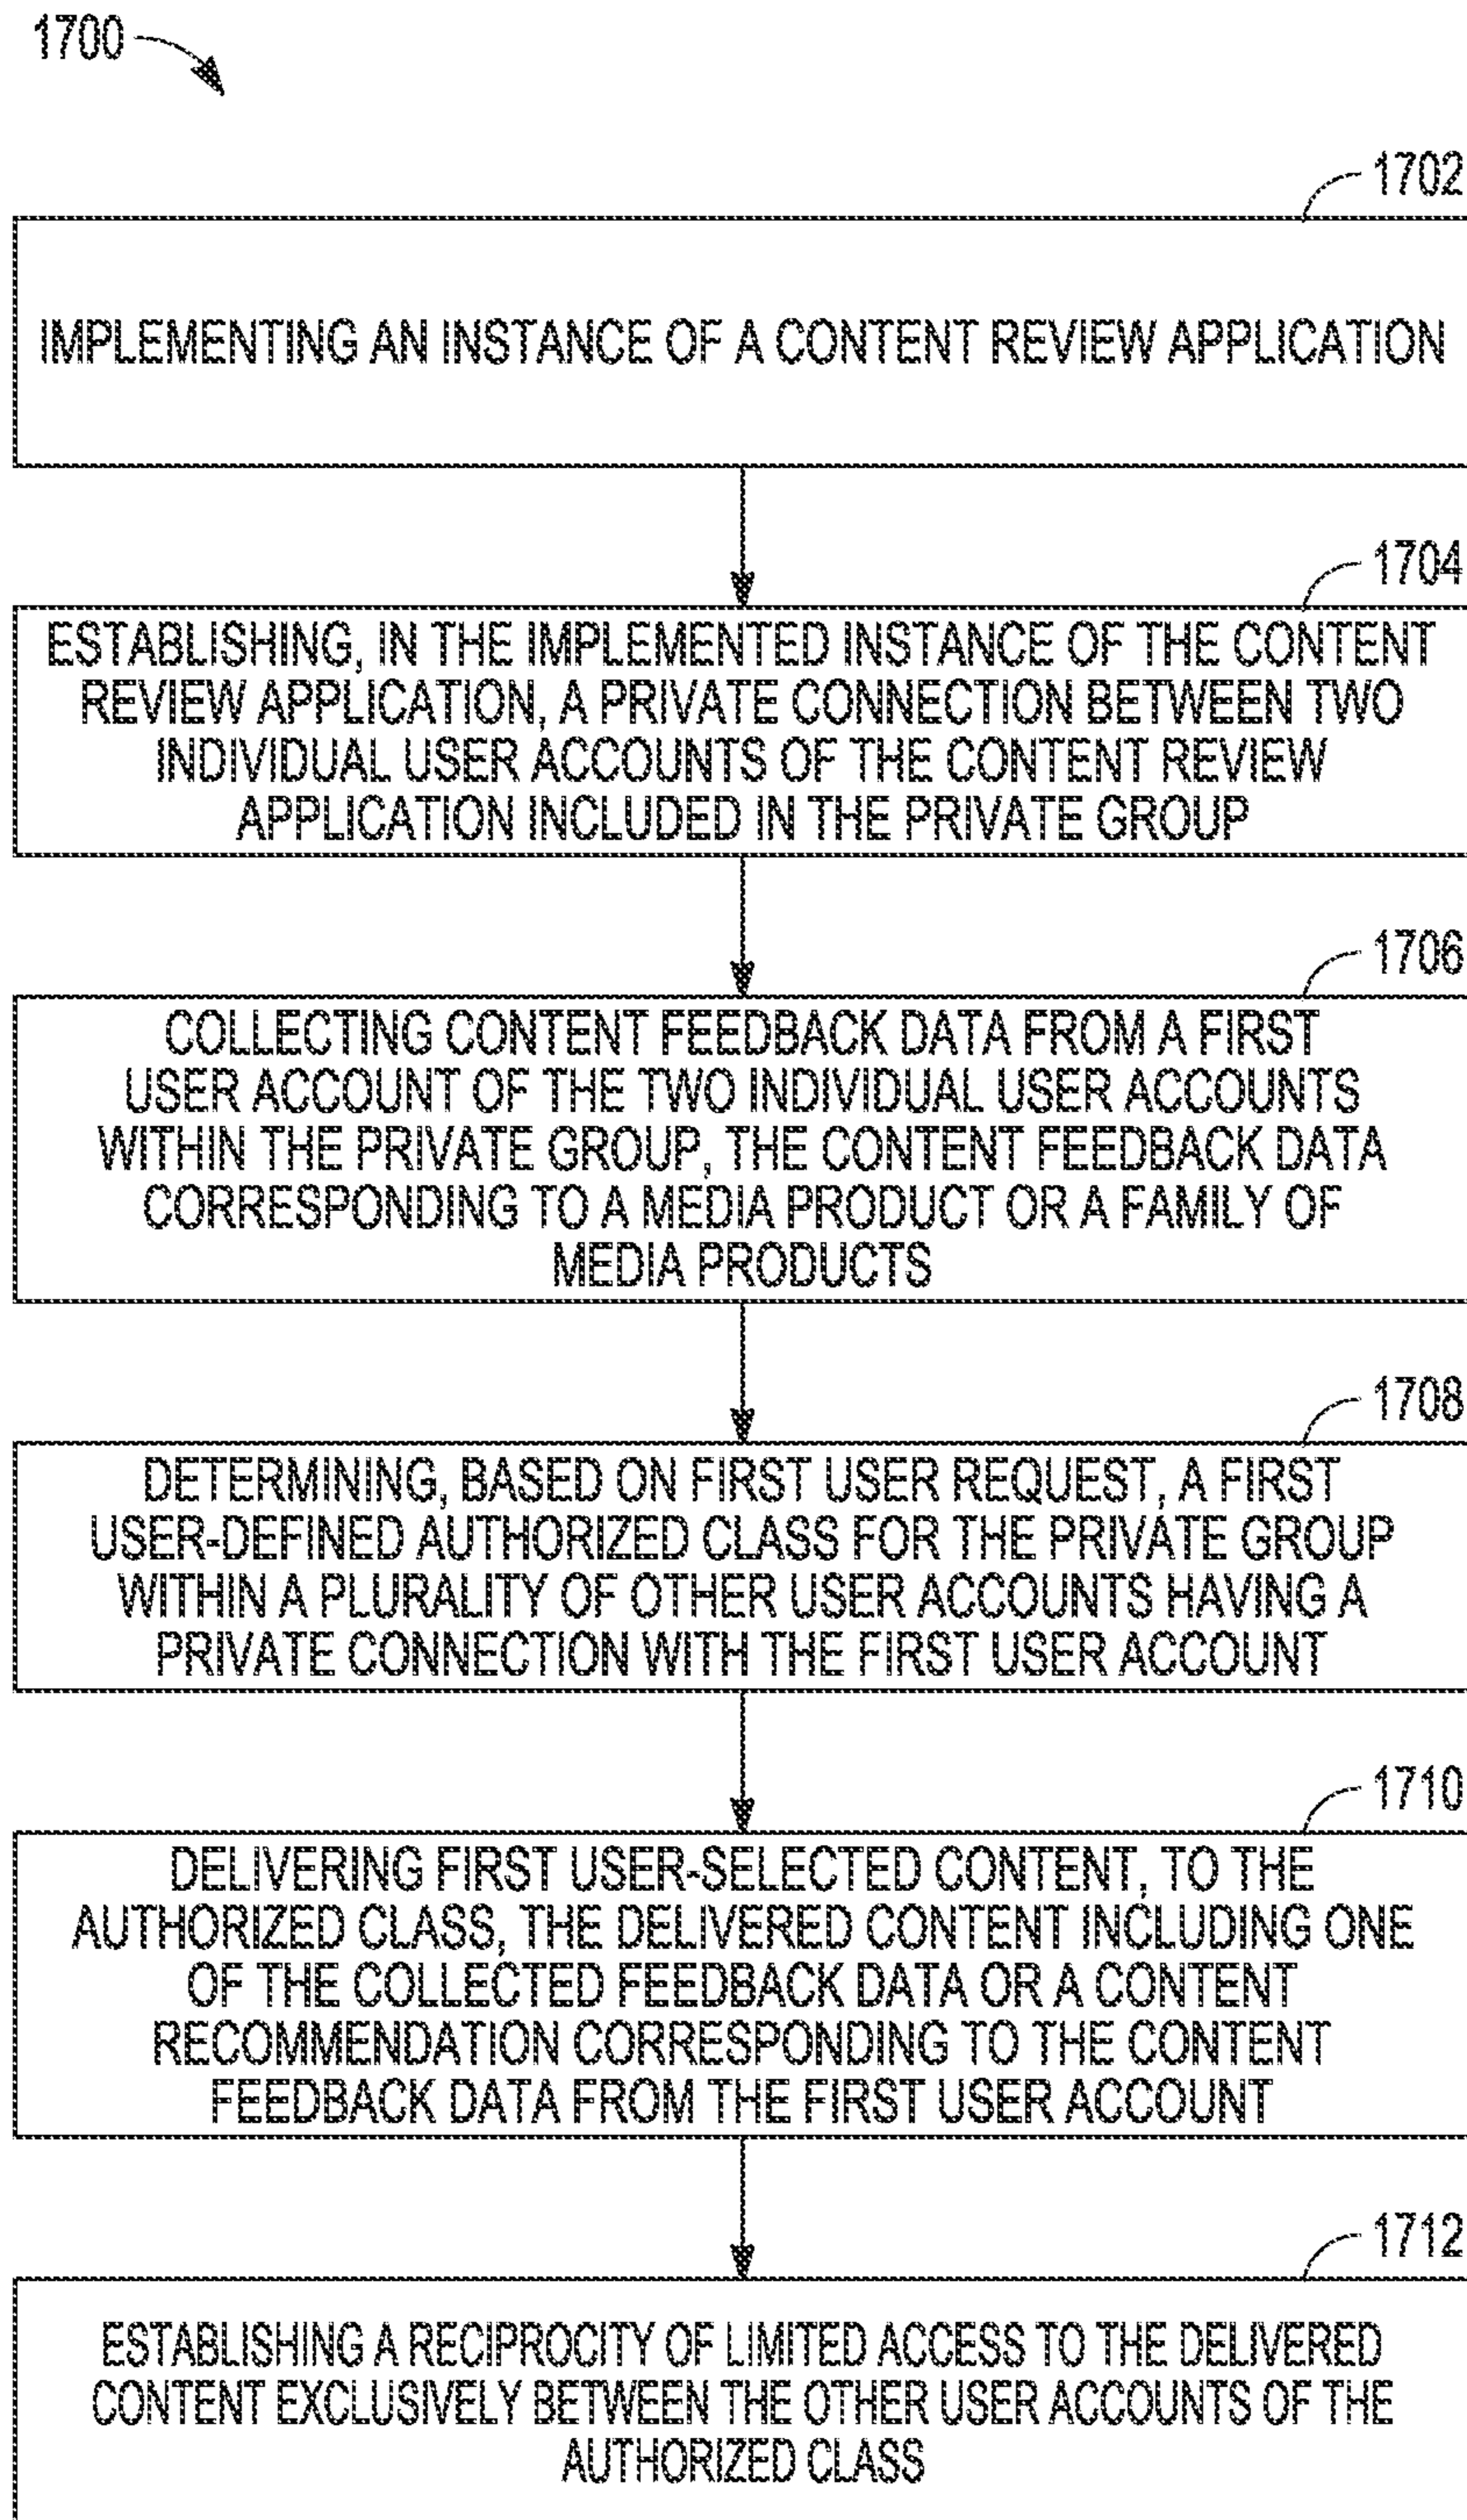 1700
1702
IMPLEMENTING AN INSTANCE OF A CONTENT REVIEW APPLICATION
1704
ESTABLISHING, IN THE IMPLEMENTED INSTANCE OF THE CONTENT
REVIEW APPLICATION, A PRIVATE CONNECTION BETWEEN TWO
INDIVIDUAL USER ACCOUNTS OF THE CONTENT REVIEW
APPLICATION INCLUDED IN THE PRIVATE GROUP
1706
COLLECTING CONTENT FEEDBACK DATA FROM A FIRST
USER ACCOUNT OF THE TWO INDIVIDUAL USER ACCOUNTS
WITHIN THE PRIVATE GROUP, THE CONTENT FEEDBACK DATA
CORRESPONDING TO A MEDIA PRODUCT OR A FAMILY OF
MEDIA PRODUCTS
1708
DETERMINING, BASED ON FIRST USER REQUEST, A FIRST
USER-DEFINED AUTHORIZED CLASS FOR THE PRIVATE GROUP
WITHIN A PLURALITY OF OTHER USER ACCOUNTS HAVING A
PRIVATE CONNECTION WITH THE FIRST USER ACCOUNT
1710
DELIVERING FIRST USER-SELECTED CONTENT, TO THE
AUTHORIZED CLASS, THE DELIVERED CONTENT INCLUDING ONE
OF THE COLLECTED FEEDBACK DATA OR A CONTENT
RECOMMENDATION CORRESPONDING TO THE CONTENT
FEEDBACK DATA FROM THE FIRST USER ACCOUNT
1712
ESTABLISHING A RECIPROCITY OF LIMITED ACCESS TO THE DELIVERED
CONTENT EXCLUSIVELY BETWEEN THE OTHER USER ACCOUNTS OF THE
AUTHORIZED CLASS